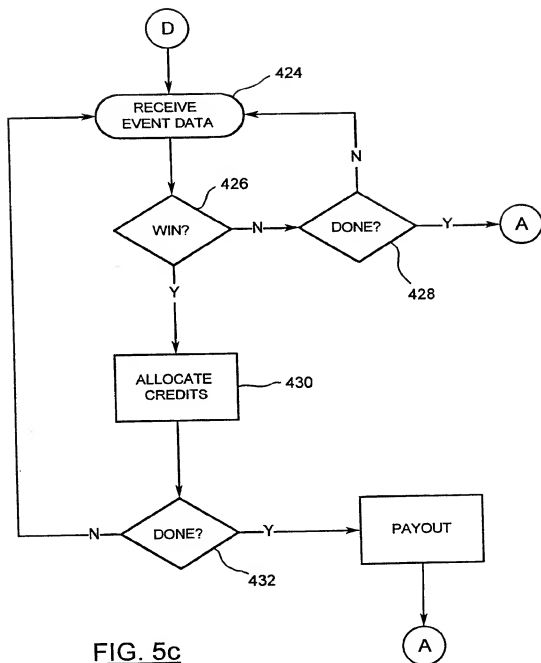 D
424
RECEIVE
EVENT DATA
N
426
WIN?
N
DONE?
Y
A
428
Y
ALLOCATE
CREDITS
430
N
DONE?
Y
PAYOUT
432
A
FIG. 5c